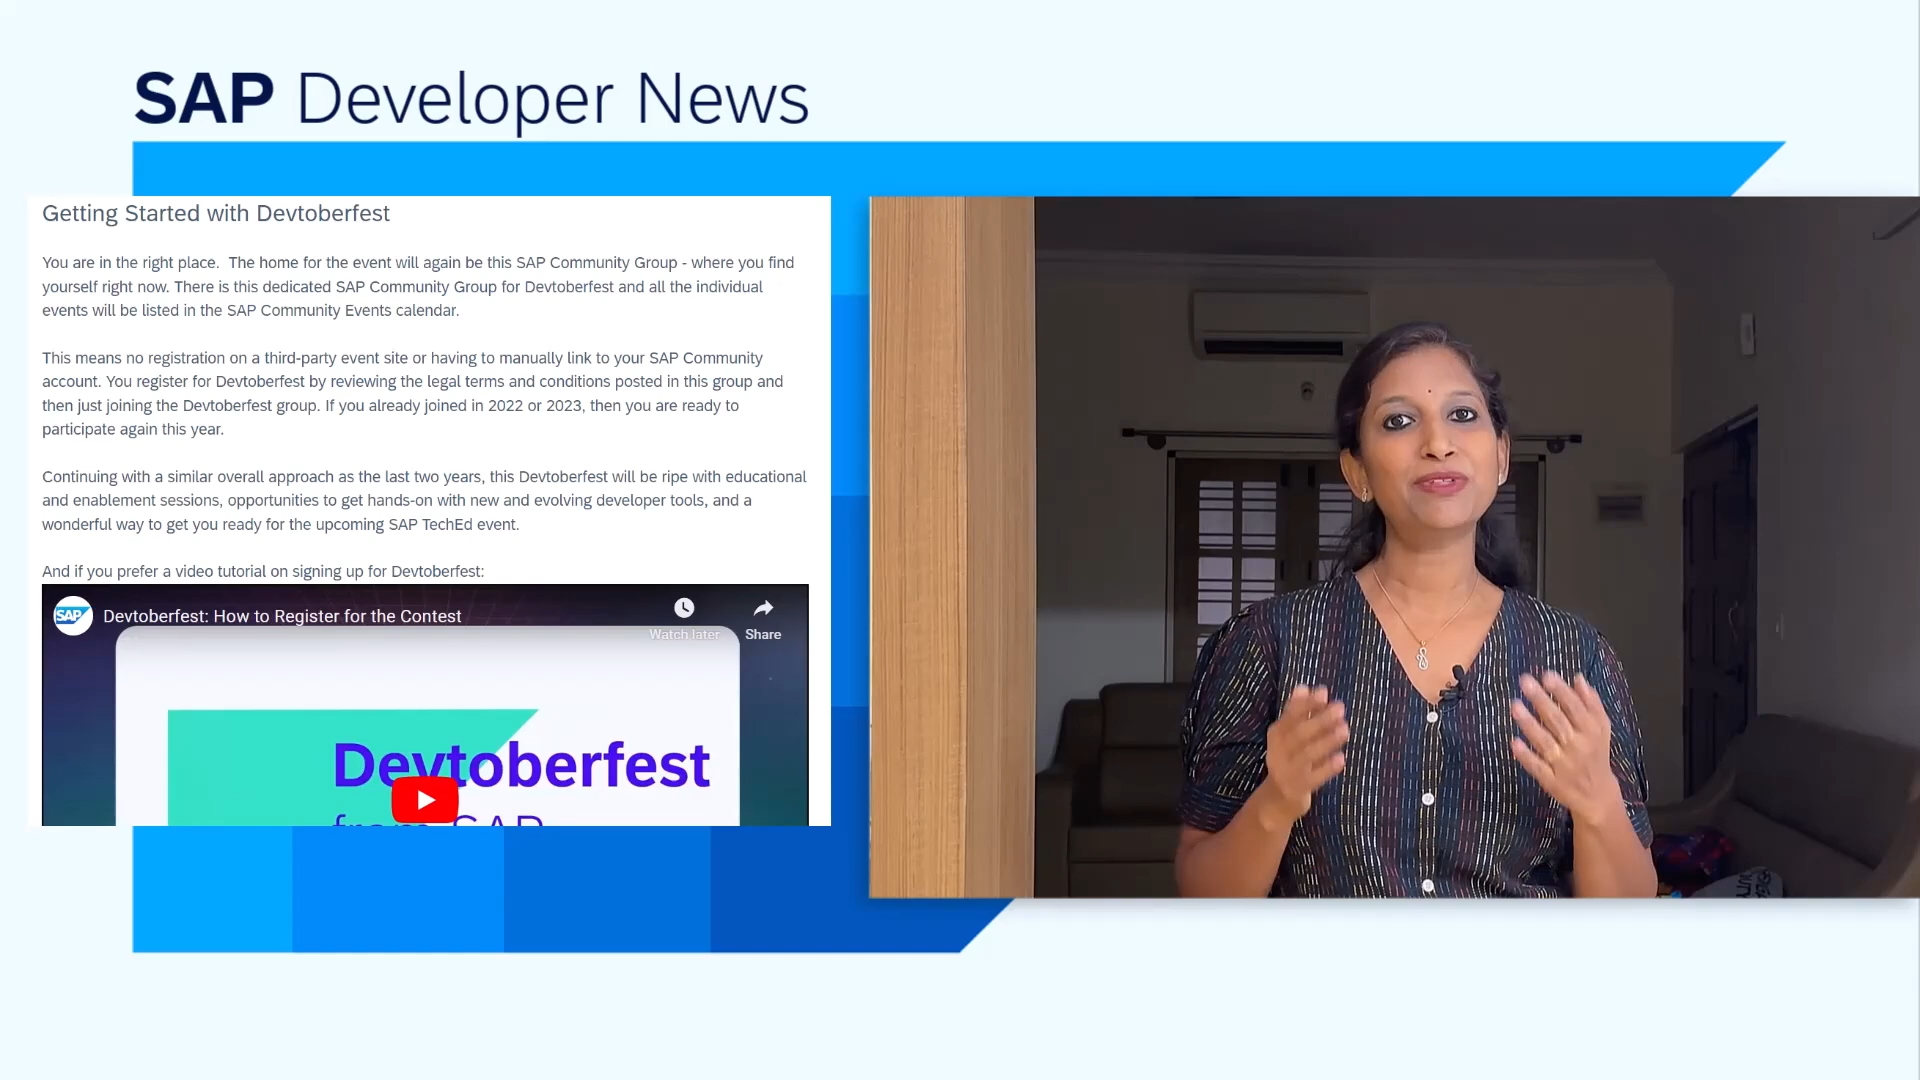 SAP Developer News
Getting Started with Devtoberfest
You are in the right place.  The home for the event will again be this SAP Community Group - where you find
yourself right now. There is this dedicated SAP Community Group for Devtoberfest and all the individual
events will be listed in the SAP Community Events calendar.
This means no registration on a third-party event site or having to manually link to your SAP Community
account. You register for Devtoberfest by reviewing the legal terms and conditions posted in this group and
then just joining the Devtoberfest group. If you already joined in 2022 or 2023, then you are ready to
participate again this year.
Continuing with a similar overall approach as the last two years, this Devtoberfest will be ripe with educational
and enablement sessions, opportunities to get hands-on with new and evolving developer tools, and a
wonderful way to get you ready for the upcoming SAP TechEd event.
And if you prefer a video tutorial on signing up for Devtoberfest:
SAP
Devtoberfest: How to Register for the Contest
Watch later
Share
Devtoberfest
from SAP